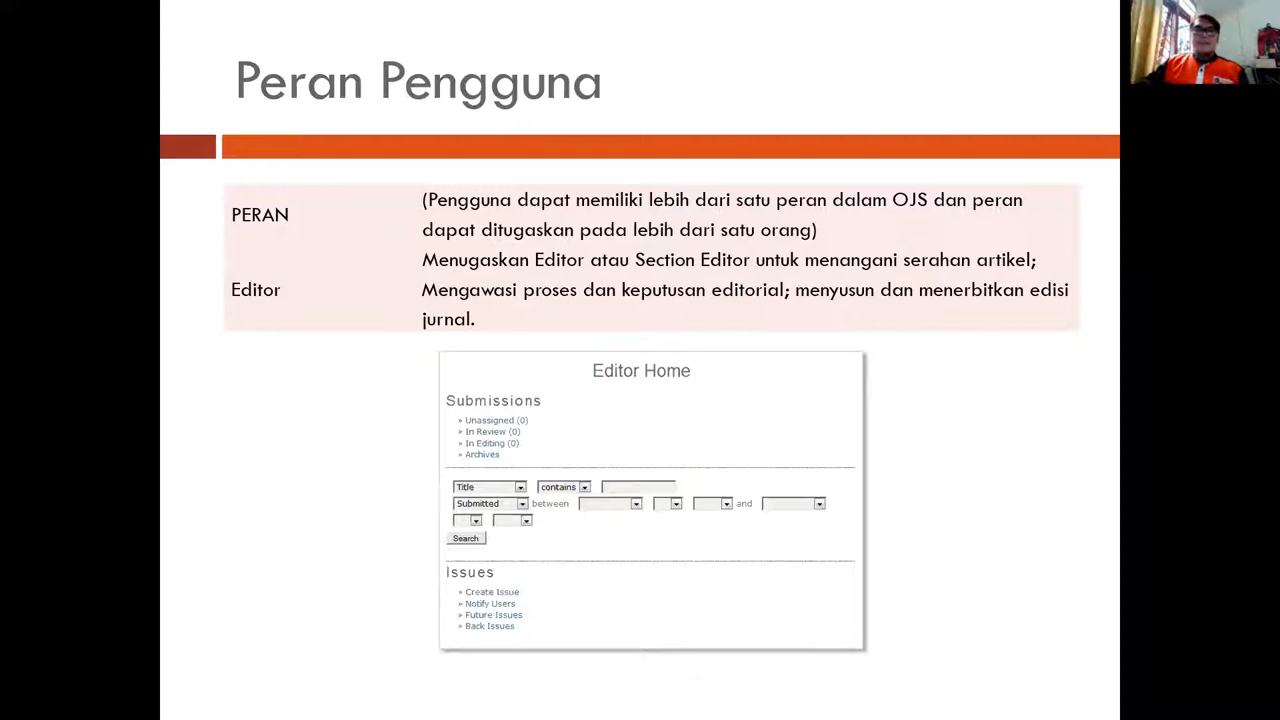 Peran Pengguna
PERAN
(Pengguna dapat memiliki lebih dari satu peran dalam OJS dan peran
dapat ditugaskan pada lebih dari satu orang)
Editor
Menugaskan Editor atau Section Editor untuk menangani serahan artikel;
Mengawasi proses dan keputusan editorial; menyusun dan menerbitkan edisi
jurnal.
Editor Home
Submissions
» Unassigned (0)
» In Review (0)
» In Editing (0)
» Archives
Title contains
Submitted between and
Search
Issues
» Create Issue
» Notify Users
» Future Issues
» Back Issues